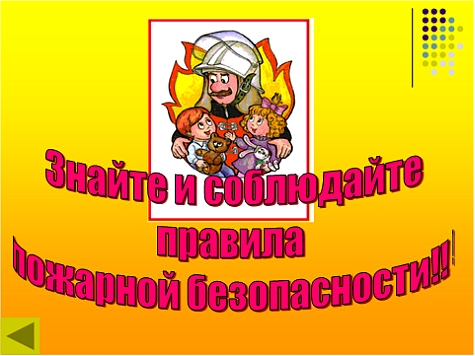 Знайте и соблюдайте
правила
пожарной безопасности!!